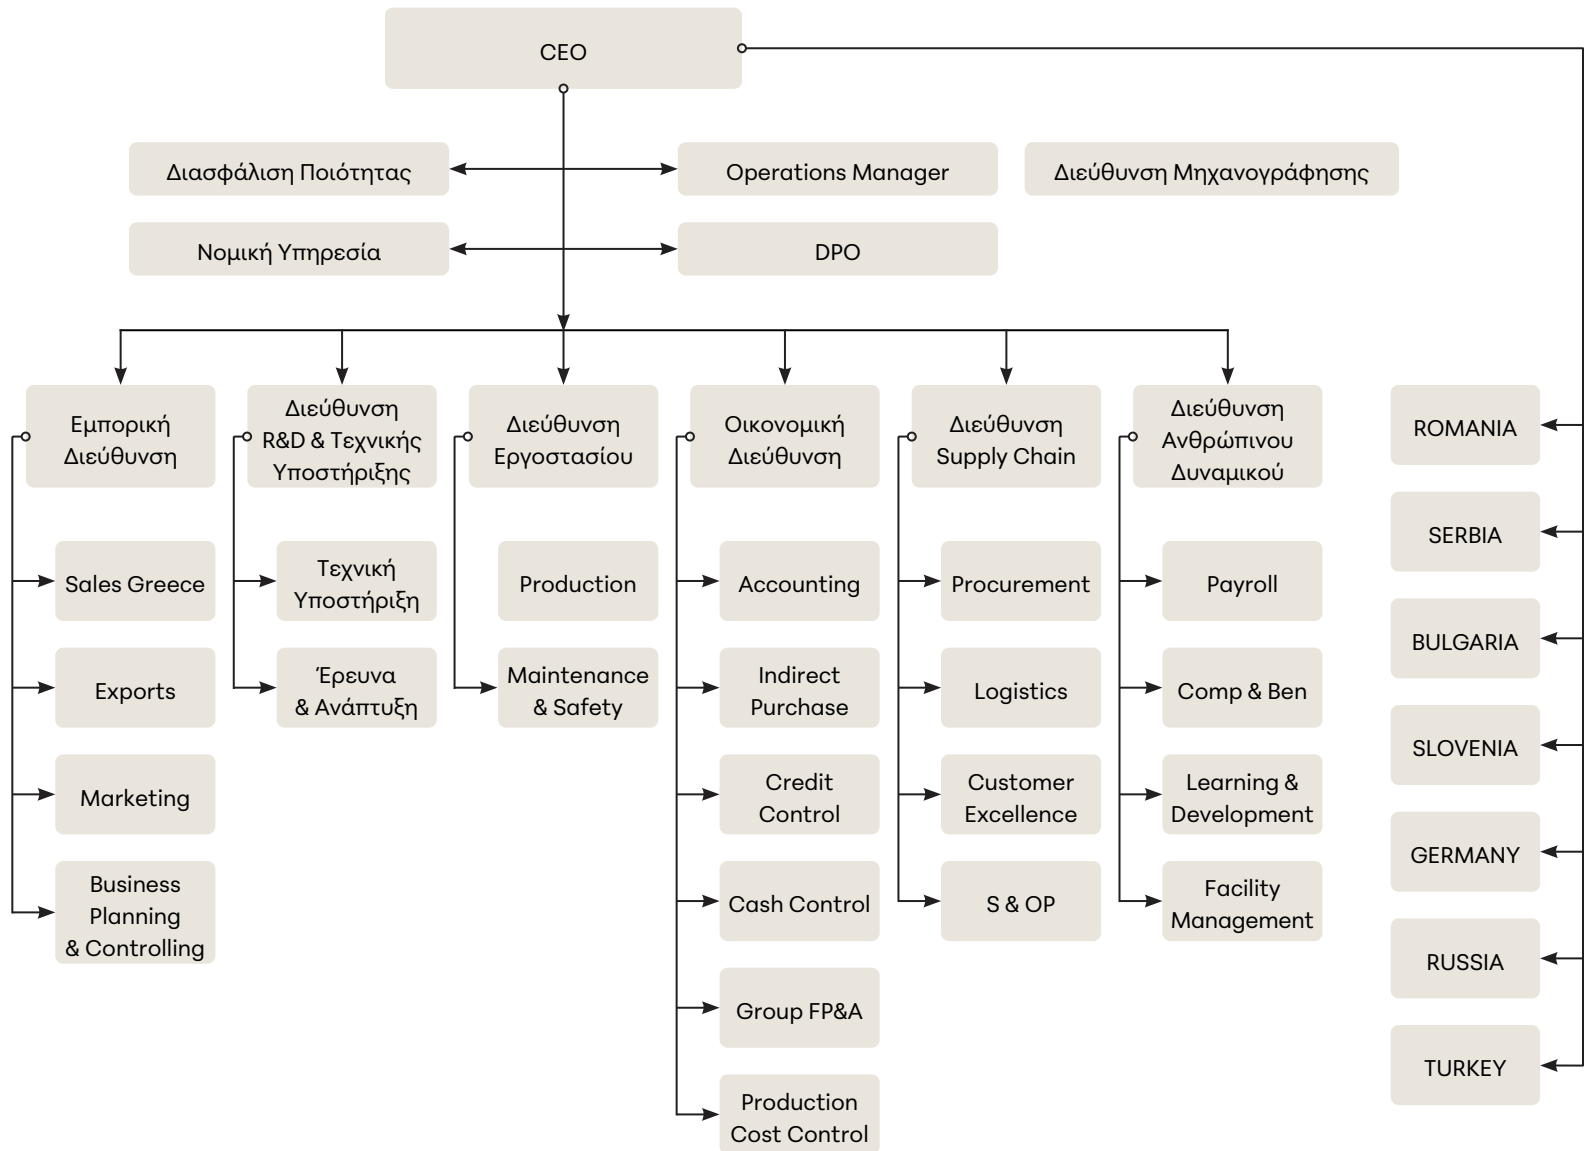 CEO
Διασφάλιση Ποιότητας
Operations Manager
Διεύθυνση Μηχανογράφησης
Νομική Υπηρεσία
DPO
Εμπορική
Διεύθυνση
Sales Greece
Exports
Marketing
Business
Planning
& Controlling
Διεύθυνση
R&D & Τεχνικής
Υποστήριξης
Τεχνική
Υποστήριξη
Έρευνα
& Ανάπτυξη
Διεύθυνση
Εργοστασίου
Production
Maintenance
& Safety
Οικονομική
Διεύθυνση
Accounting
Indirect
Purchase
Credit
Control
Cash Control
Group FP&A
Production
Cost Control
Διεύθυνση
Supply Chain
Procurement
Logistics
Customer
Excellence
S & OP
Διεύθυνση
Ανθρώπινου
Δυναμικού
Payroll
Comp & Ben
Learning &
Development
Facility
Management
ROMANIA
SERBIA
BULGARIA
SLOVENIA
GERMANY
RUSSIA
TURKEY